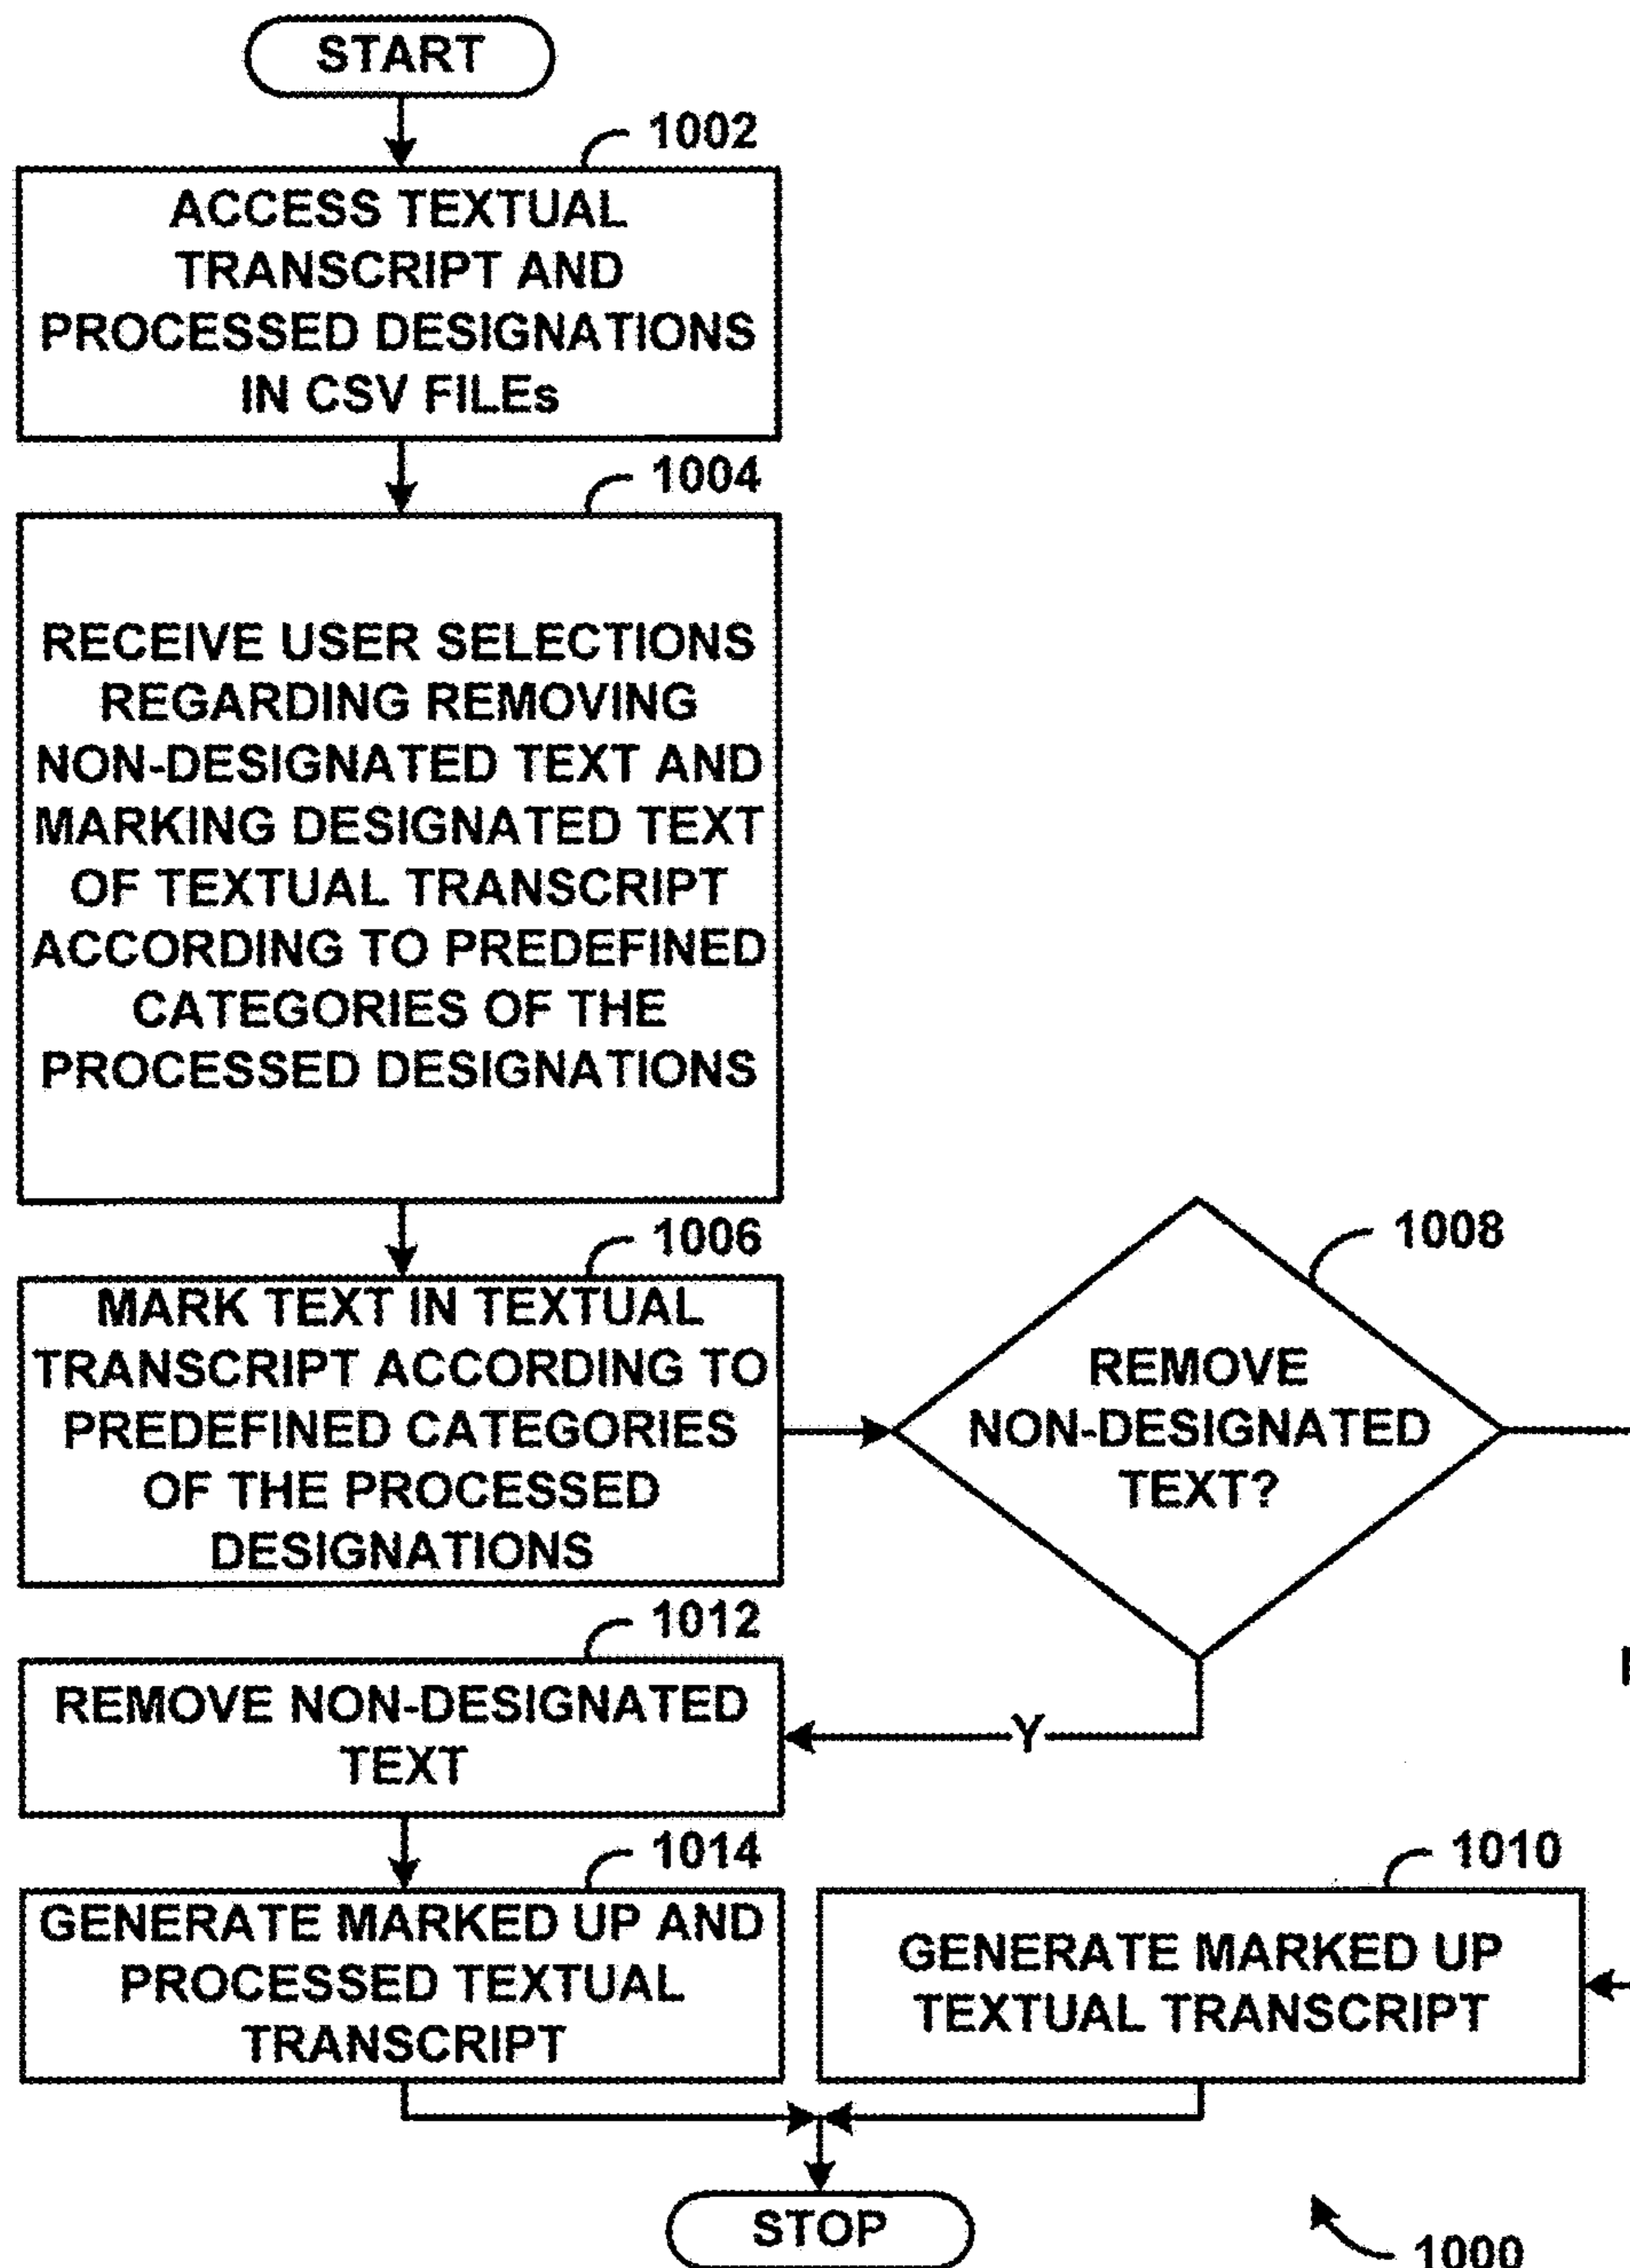 START
1002
ACCESS TEXTUAL
TRANSCRIPT AND
PROCESSED DESIGNATIONS
IN CSV FILEs
1004
RECEIVE USER SELECTIONS
REGARDING REMOVING
NON-DESIGNATED TEXT AND
MARKING DESIGNATED TEXT
OF TEXTUAL TRANSCRIPT
ACCORDING TO PREDEFINED
CATEGORIES OF THE
PROCESSED DESIGNATIONS
1006
MARK TEXT IN TEXTUAL
TRANSCRIPT ACCORDING TO
PREDEFINED CATEGORIES
OF THE PROCESSED
DESIGNATIONS
1008
REMOVE
NON-DESIGNATED
TEXT?
Y
1012
REMOVE NON-DESIGNATED
TEXT
1014
GENERATE MARKED UP AND
PROCESSED TEXTUAL
TRANSCRIPT
1010
GENERATE MARKED UP
TEXTUAL TRANSCRIPT
STOP
1000